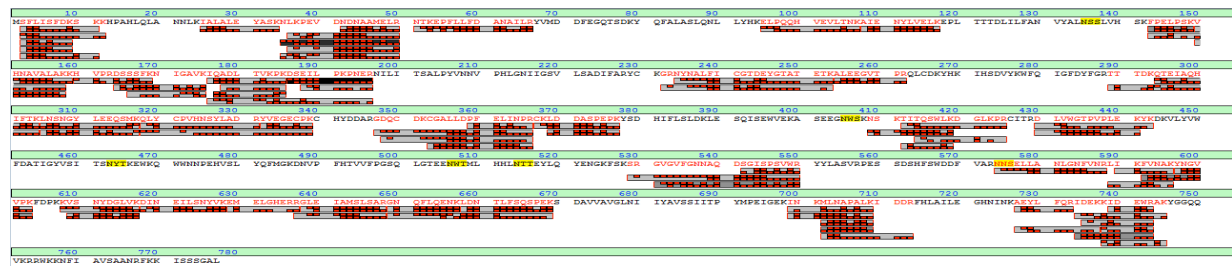 10 20 30 40 50 60 70 80 90 100 110 120 130 140 150
MSFLISFDKS KKHPAHLQLA NNLKIALALE YASKNLKPEV DNDNAAMELR NTKEPFLLFD ANAILRYVMD DFEGQTSDKY QFALASLQNL LYHKELPQQH VEVLTNKAIE NYLVELKEPL TTTDLILFAN VYALNSSLVH SKFPELPSKV
160 170 180 190 200 210 220 230 240 250 260 270 280 290 300
HNAVALAKKH VPRDSSSFKN IGAVKIQADL TVKPKDSEIL PKPNERNILI TSALPYVNNV PHLGNIIGSV LSADIFARYC KGRNYNALFI CGTDEYGTAT ETKALEEGVT PRQLCDKYHK IHSDVYKWFQ IGFDYFGRTT TDKQTEIAQH
310 320 330 340 350 360 370 380 390 400 410 420 430 440 450
IFTKLNSNGY LEEQSMKQLY CPVHNSYLAD RYVEGECPKC HYDDARGDQC DKCGALLDPF ELINPRCKLD DASPEPKYSD HIFLSLDKLE SQISEWVEKA SEEGNWSKNS KTITQSWLKD GLKPRCITRD LVWGTPVPLE KYKDKVLYVW
460 470 480 490 500 510 520 530 540 550 560 570 580 590 600
FDATIGYVSI TSNYTKEWKQ WWNNPEHVSL YQFMGKDNVP FHTVVFPGSQ LGTEENWTML HHLNTTEYLQ YENGKFSKSR GVGVFGNNAQ DSGISPSVWR YYLASVRPES SDSHFSWDDF VARNNSELLA NLGNFVNRLI KFVNAKYNGV
610 620 630 640 650 660 670 680 690 700 710 720 730 740 750
VPKFDPKKVS NYDGLVKDIN EILSNYVKEM ELGHERRGLE IAMSLSARGN QFLQENKLDN TLFSQSPEKS DAVVAVGLNI IYAVSSIITP YMPEIGEKIN KMLNAPALKI DDRFHLAILE GHNINKAEYL FQRIDEKKID EWRAKYGGQQ
760 770 780
VKRRWKKNFI AVSAANRFKK ISSSGAL